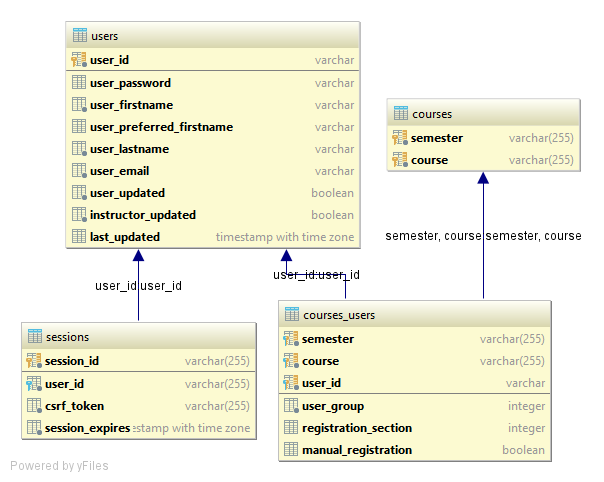 users
user_id varchar
user_password varchar
user_firstname varchar
user_preferred_firstname varchar
user_lastname varchar
user_email varchar
user_updated boolean
instructor_updated boolean
last_updated timestamp with time zone
courses
semester varchar(255)
course varchar(255)
semester, course semester, course
user_id:user_id
user_id user_id
courses_users
semester varchar(255)
course varchar(255)
user_id varchar
user_group integer
registration_section integer
manual_registration boolean
sessions
session_id varchar(255)
user_id varchar(255)
csrf_token varchar(255)
session_expires estamp with time zone
Powered by yFiles